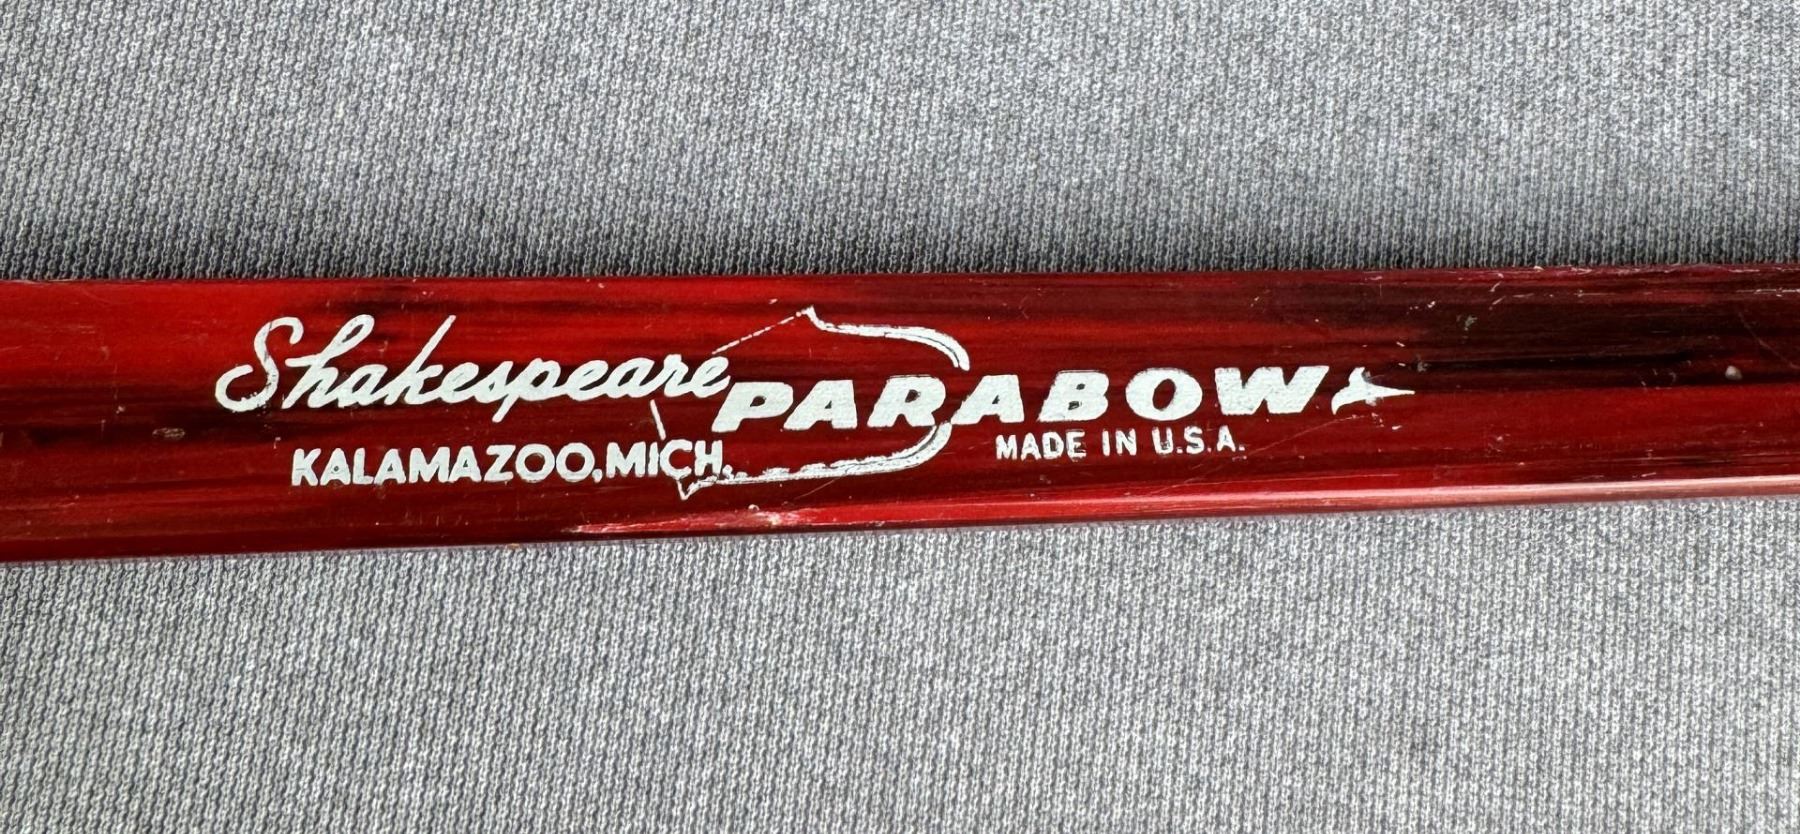 Shakespeare PARABOW
KALAMAZOO, MICH. MADE IN U.S.A.